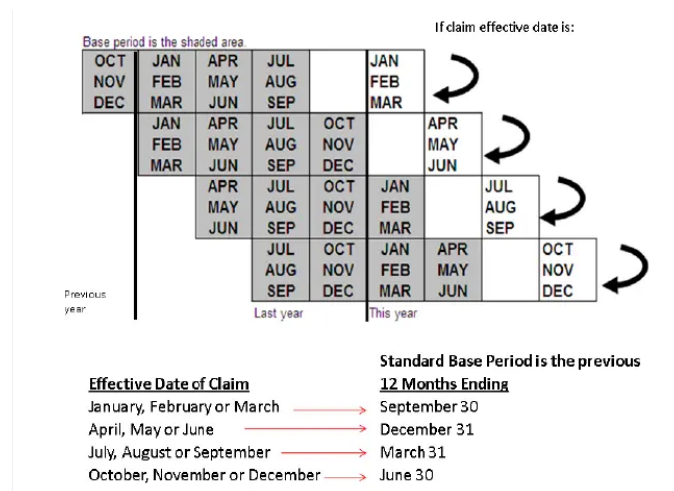 If claim effective date is:
Base period is the shaded area.
OCT JAN APR JUL JAN
NOV FEB MAY AUG FEB
DEC MAR JUN SEP MAR
JAN APR JUL OCT APR
FEB MAY AUG NOV MAY
MAR JUN SEP DEC JUN
APR JUL OCT JAN JUL
MAY AUG NOV FEB AUG
JUN SEP DEC MAR SEP
JUL OCT JAN APR OCT
AUG NOV FEB MAY NOV
SEP DEC MAR JUN DEC
Previous
year
Last year This year
Standard Base Period is the previous
Effective Date of Claim 12 Months Ending
January, February or March September 30
April, May or June December 31
July, August or September March 31
October, November or December June 30